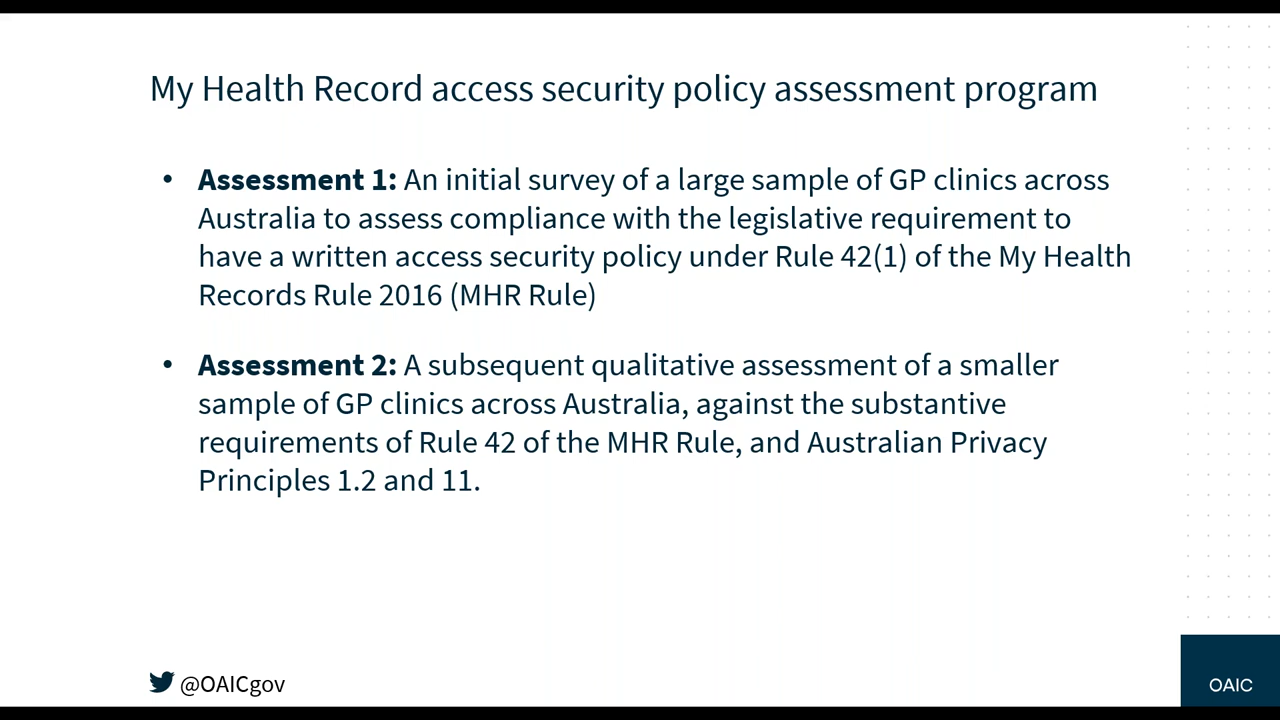 My Health Record access security policy assessment program
• Assessment 1: An initial survey of a large sample of GP clinics across
Australia to assess compliance with the legislative requirement to
have a written access security policy under Rule 42(1) of the My Health
Records Rule 2016 (MHR Rule)
• Assessment 2: A subsequent qualitative assessment of a smaller
sample of GP clinics across Australia, against the substantive
requirements of Rule 42 of the MHR Rule, and Australian Privacy
Principles 1.2 and 11.
@OAICgov
OAIC